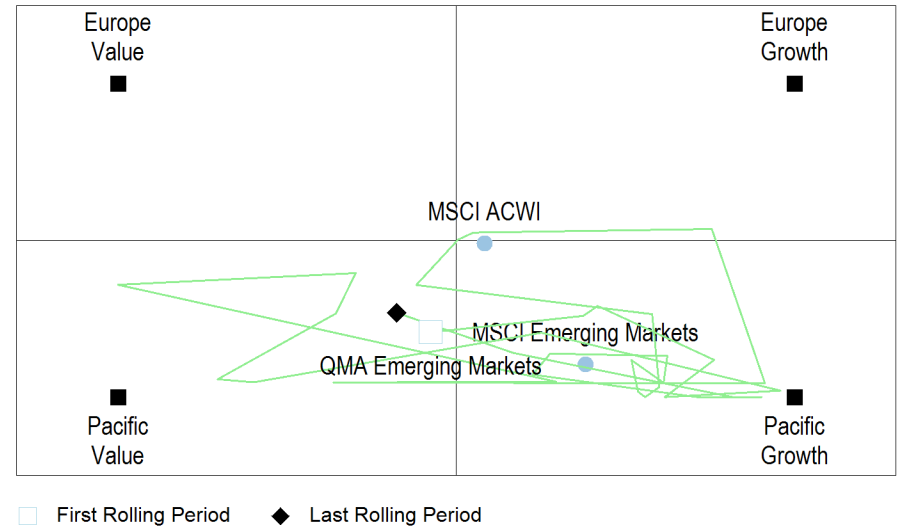 Europe
Value
Europe
Growth
MSCI ACWI
MSCI Emerging Markets
QMA Emerging Markets
Pacific
Value
Pacific
Growth
First Rolling Period
Last Rolling Period